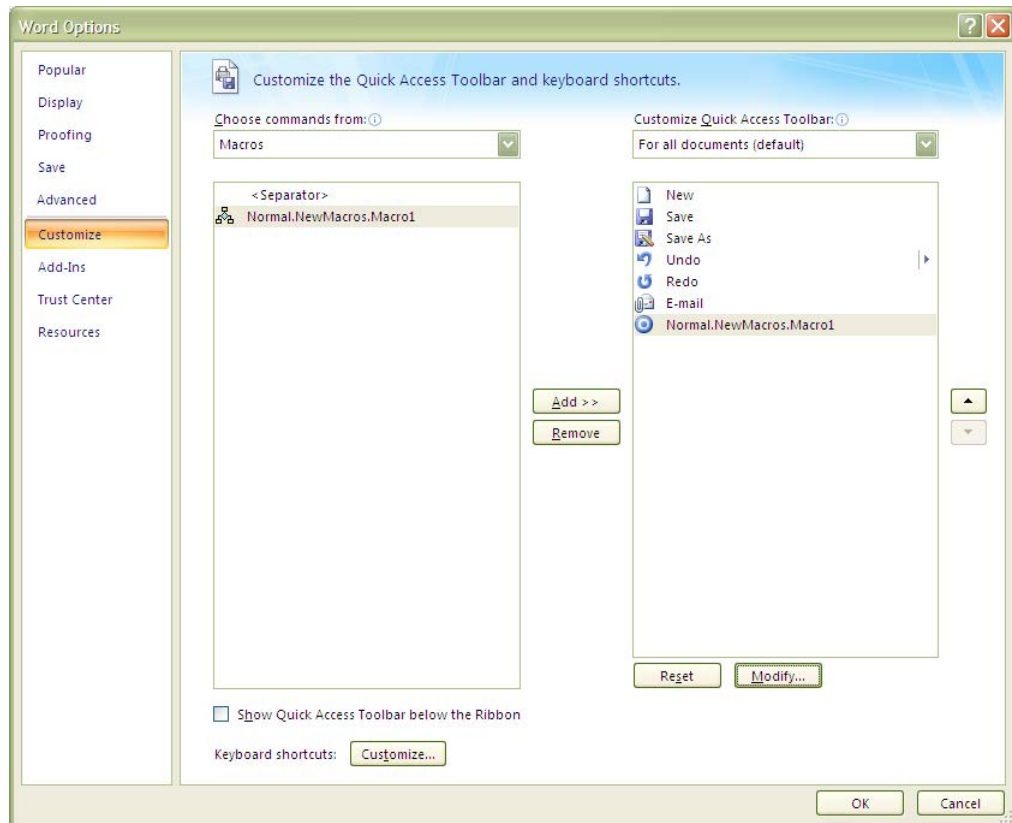 Word Options
Popular
Display
Proofing
Save
Advanced
Customize
Add-Ins
Trust Center
Resources
Customize the Quick Access Toolbar and keyboard shortcuts.
Choose commands from:
Macros
<Separator>
Normal.NewMacros.Macro1
Add >>
Remove
Customize Quick Access Toolbar:
For all documents (default)
New
Save
Save As
Undo
Redo
E-mail
Normal.NewMacros.Macro1
Reset
Modify...
Show Quick Access Toolbar below the Ribbon
Keyboard shortcuts: Customize...
OK
Cancel